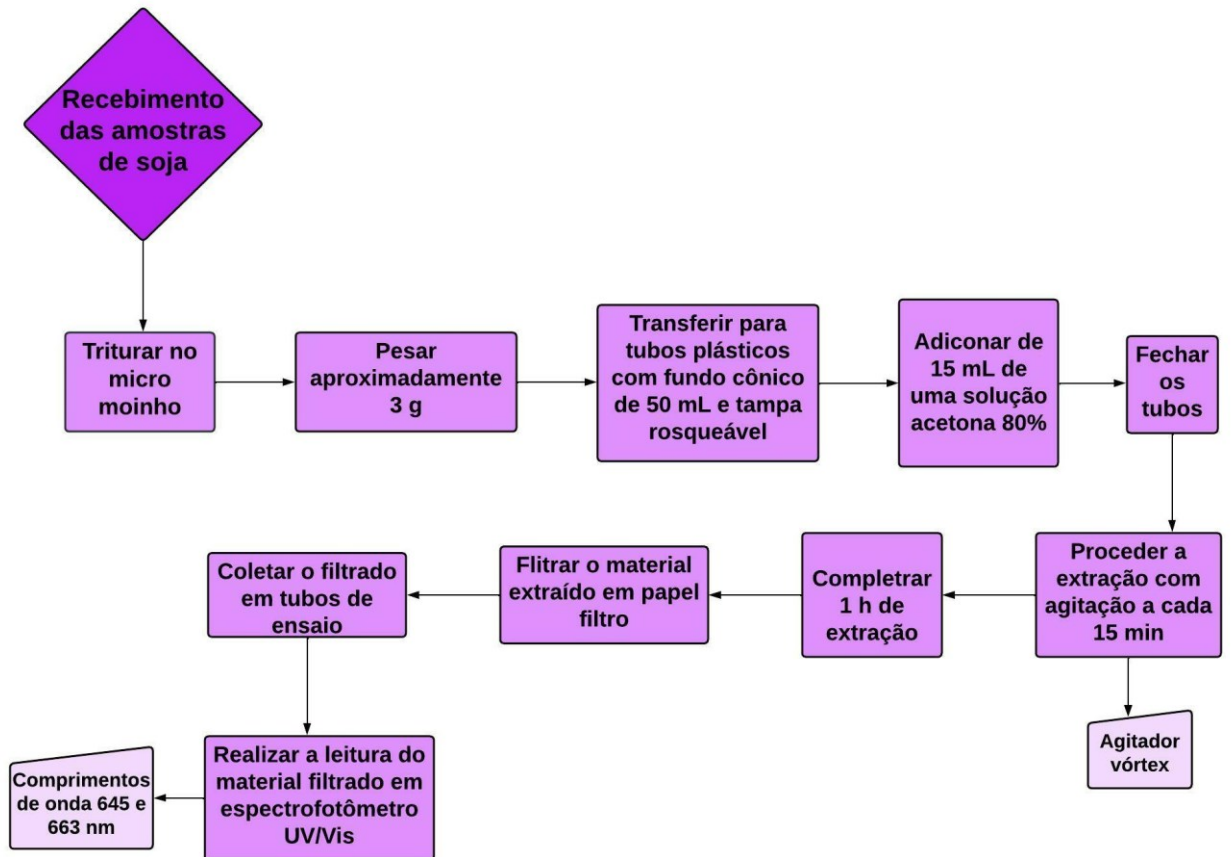 Recebimento
das amostras
de soja
Triturar no
micro
moinho
Pesar
aproximadamente
3 g
Transferir para
tubos plásticos
com fundo cônico
de 50 mL e tampa
rosqueável
Adiconar de
15 mL de
uma solução
acetona 80%
Fechar
os
tubos
Proceder a
extração com
agitação a cada
15 min
Agitador
vórtex
Completrar
1 h de
extração
Flitrar o material
extraído em papel
filtro
Coletar o filtrado
em tubos de
ensaio
Realizar a leitura do
material filtrado em
espectrofotômetro
UV/Vis
Comprimentos
de onda 645 e
663 nm